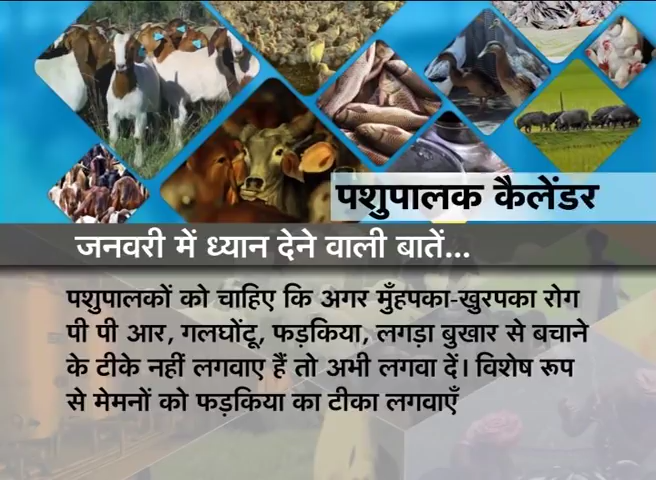 पशुपालक कैलेंडर
जनवरी में ध्यान देने वाली बातें...
पशुपालकों को चाहिए कि अगर मुँहपका-खुरपका रोग
पी पी आर, गलघोंटू, फड़किया, लगड़ा बुखार से बचाने
के टीके नहीं लगवाए हैं तो अभी लगवा दें। विशेष रूप
से मेमनों को फड़किया का टीका लगवाएँ